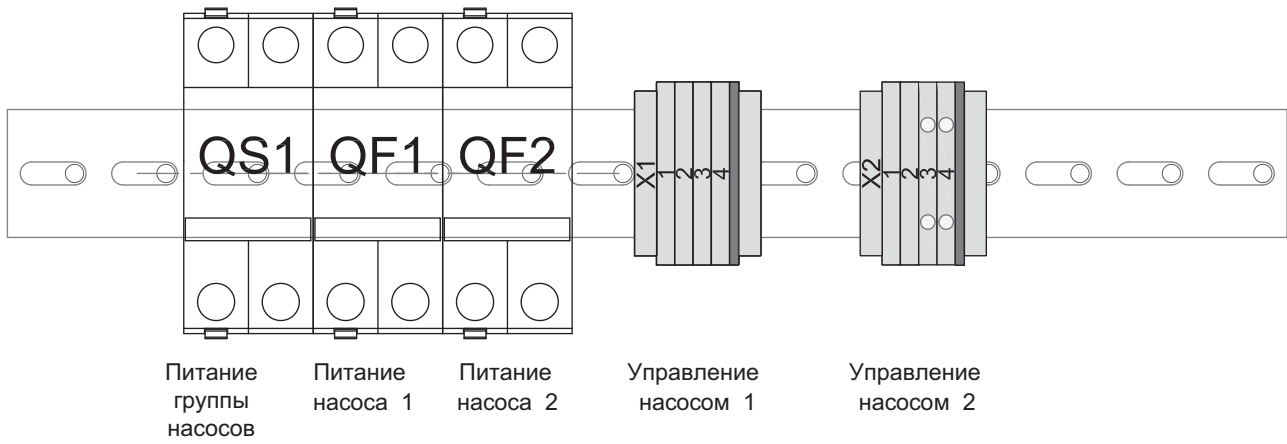 QS1 QF1 QF2
X1 1 2 3 4
X2 1 2 3 4
Питание группы насосов
Питание насоса 1
Питание насоса 2
Управление насосом 1
Управление насосом 2